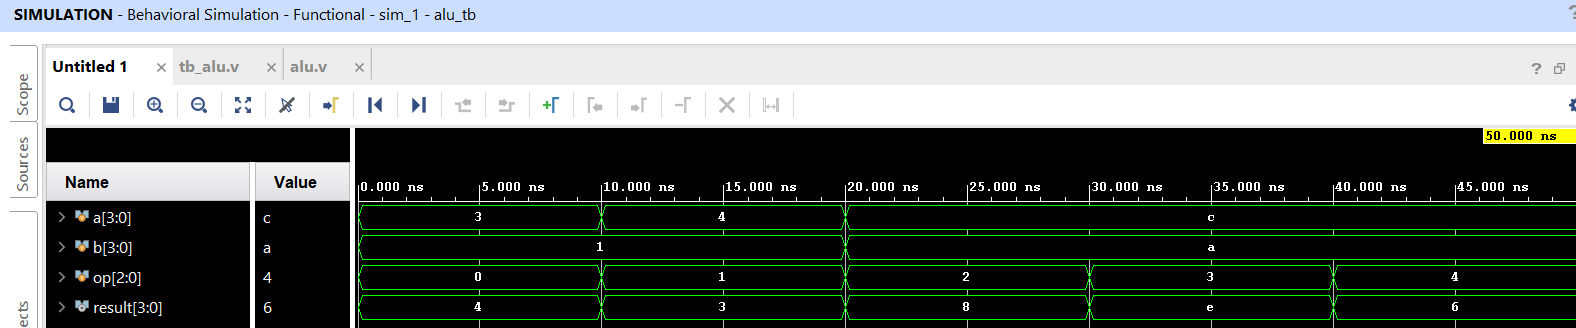 SIMULATION - Behavioral Simulation - Functional - sim_1 - alu_tb
?
Untitled 1 × tb_alu.v × alu.v ×
?
Scope
Sources
50.000 ns
Name Value
0.000 ns 5.000 ns 10.000 ns 15.000 ns 20.000 ns 25.000 ns 30.000 ns 35.000 ns 40.000 ns 45.000 ns
a[3:0] c 3 4 c
b[3:0] a 1 a
op[2:0] 4 0 1 2 3 4
result[3:0] 6 4 3 8 e 6